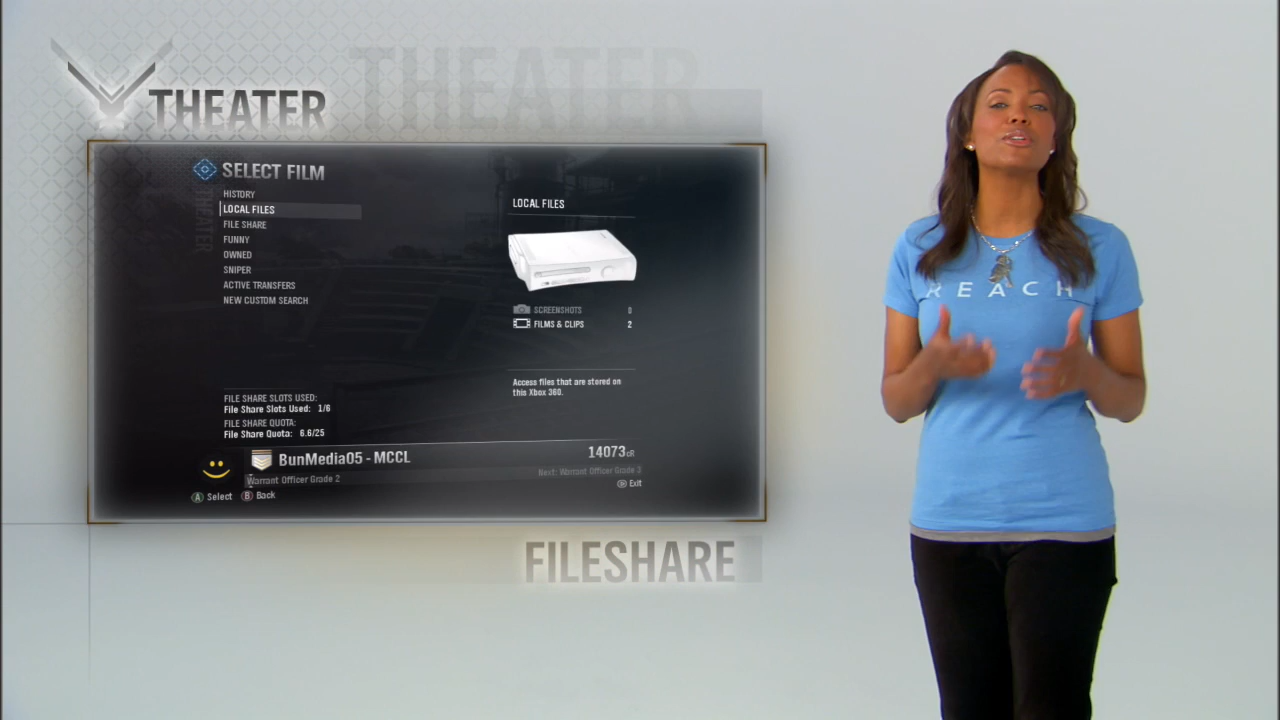 THEATER
THEATER
SELECT FILM
HISTORY
LOCAL FILES
FILE SHARE
FUNNY
OWNED
SNIPER
ACTIVE TRANSFERS
NEW CUSTOM SEARCH
THEATER
LOCAL FILES
SCREENSHOTS 0
FILMS & CLIPS 2
Access files that are stored on
this Xbox 360.
FILE SHARE SLOTS USED:
File Share Slots Used: 1/6
FILE SHARE QUOTA:
File Share Quota: 6.6/25
BunMedia05 - MCCL
14073cR
Warrant Officer Grade 2
Next: Warrant Officer Grade 3
A Select B Back
Exit
FILESHARE
REACH